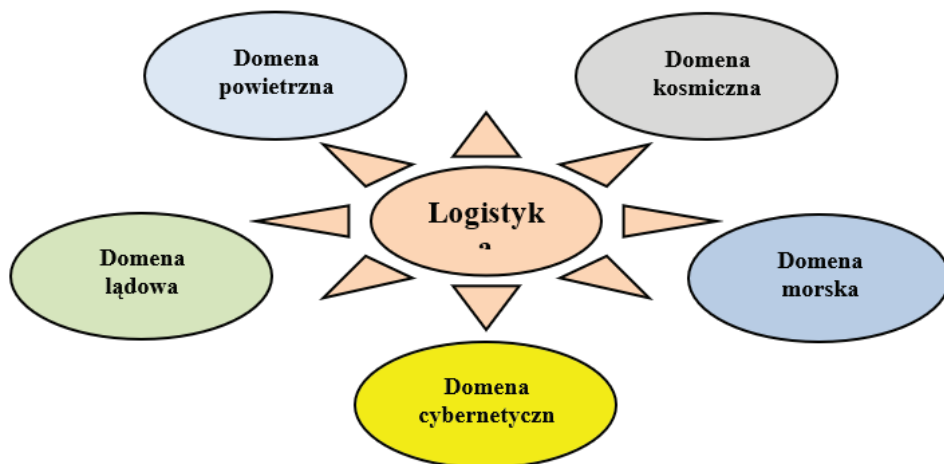 Domena
powietrzna
Domena
kosmiczna
Logistyk
a
Domena
lądowa
Domena
morska
Domena
cybernetyczn